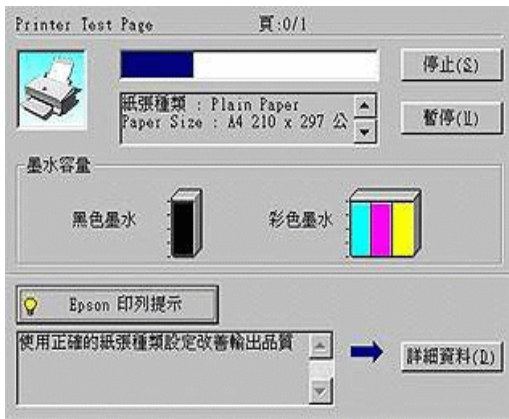 Printer Test Page 頁:0/1
停止(S)
紙張種類 : Plain Paper
Paper Size : A4 210 x 297 公
暫停(U)
墨水容量
黑色墨水 彩色墨水
Epson 印列提示
使用正確的紙張種類設定改善輸出品質
詳細資料(D)